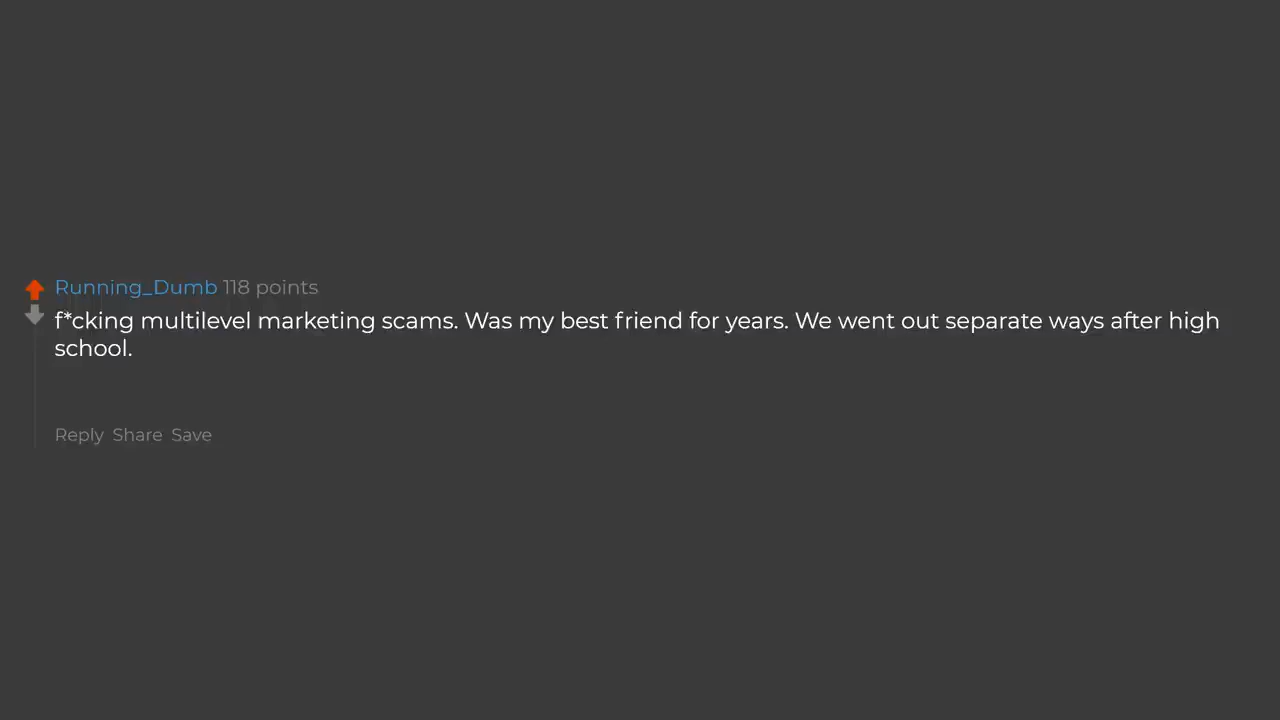 Running_Dumb 118 points
f*cking multilevel marketing scams. Was my best friend for years. We went out separate ways after high
school.
Reply Share Save